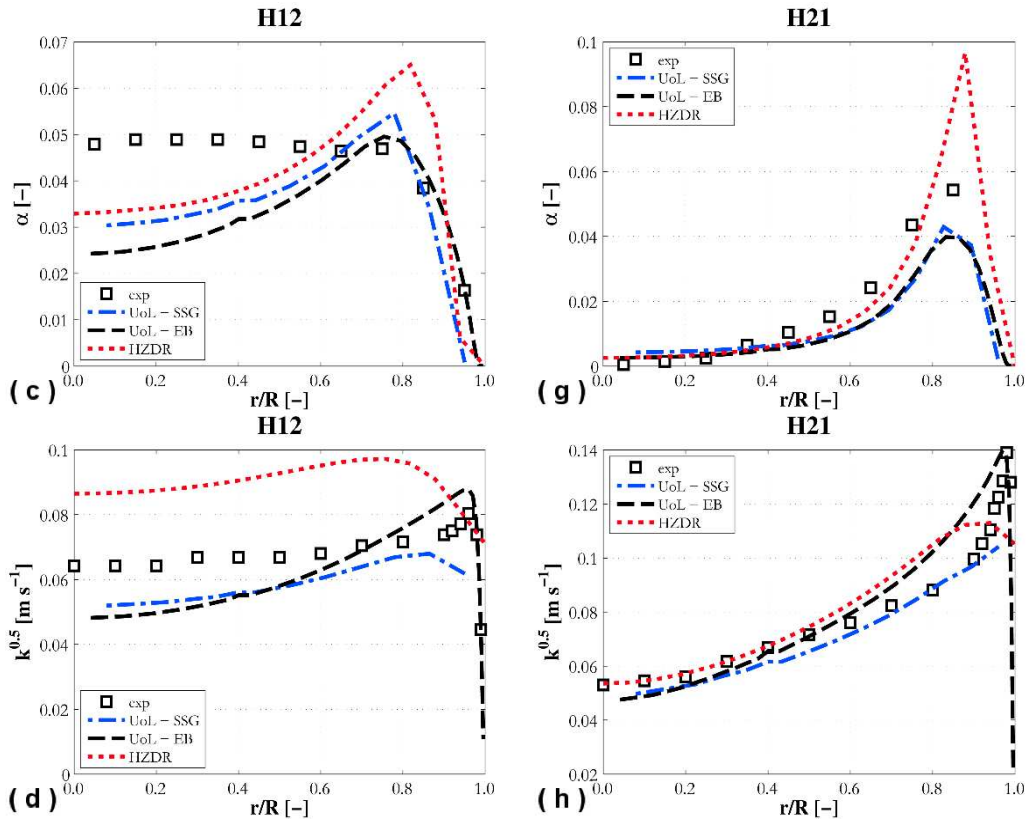 H12
0.07
0.06
0.05
0.04
0.03
0.02
0.01
0
α [−]
exp
UoL − SSG
UoL − EB
HZDR
0.0 0.2 0.4 0.6 0.8 1.0
r/R [−]
( c )
H21
0.1
0.08
0.06
0.04
0.02
0
α [−]
exp
UoL − SSG
UoL − EB
HZDR
0.0 0.2 0.4 0.6 0.8 1.0
r/R [−]
( g )
H12
0.1
0.08
0.06
0.04
0.02
0
k^0.5 [m s^−1]
exp
UoL − SSG
UoL − EB
HZDR
0.0 0.2 0.4 0.6 0.8 1.0
r/R [−]
( d )
H21
0.14
0.12
0.1
0.08
0.06
0.04
0.02
k^0.5 [m s^−1]
exp
UoL − SSG
UoL − EB
HZDR
0.0 0.2 0.4 0.6 0.8 1.0
r/R [−]
( h )